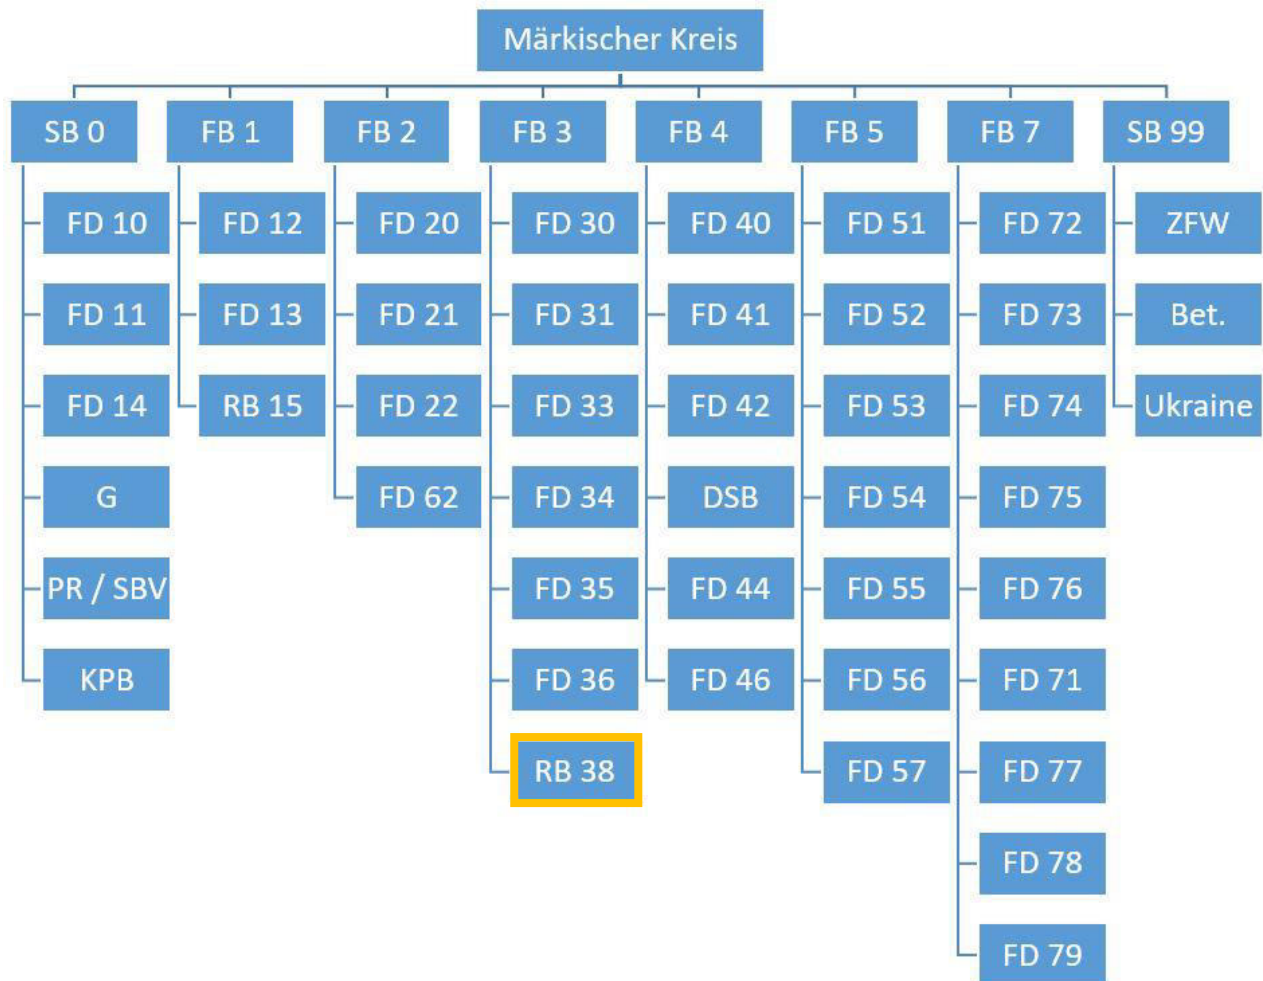 Märkischer Kreis
SB 0
FB 1
FB 2
FB 3
FB 4
FB 5
FB 7
SB 99
FD 10
FD 11
FD 14
G
PR / SBV
KPB
FD 12
FD 13
RB 15
FD 20
FD 21
FD 22
FD 62
FD 30
FD 31
FD 33
FD 34
FD 35
FD 36
RB 38
FD 40
FD 41
FD 42
DSB
FD 44
FD 46
FD 51
FD 52
FD 53
FD 54
FD 55
FD 56
FD 57
FD 72
FD 73
FD 74
FD 75
FD 76
FD 71
FD 77
FD 78
FD 79
ZFW
Bet.
Ukraine